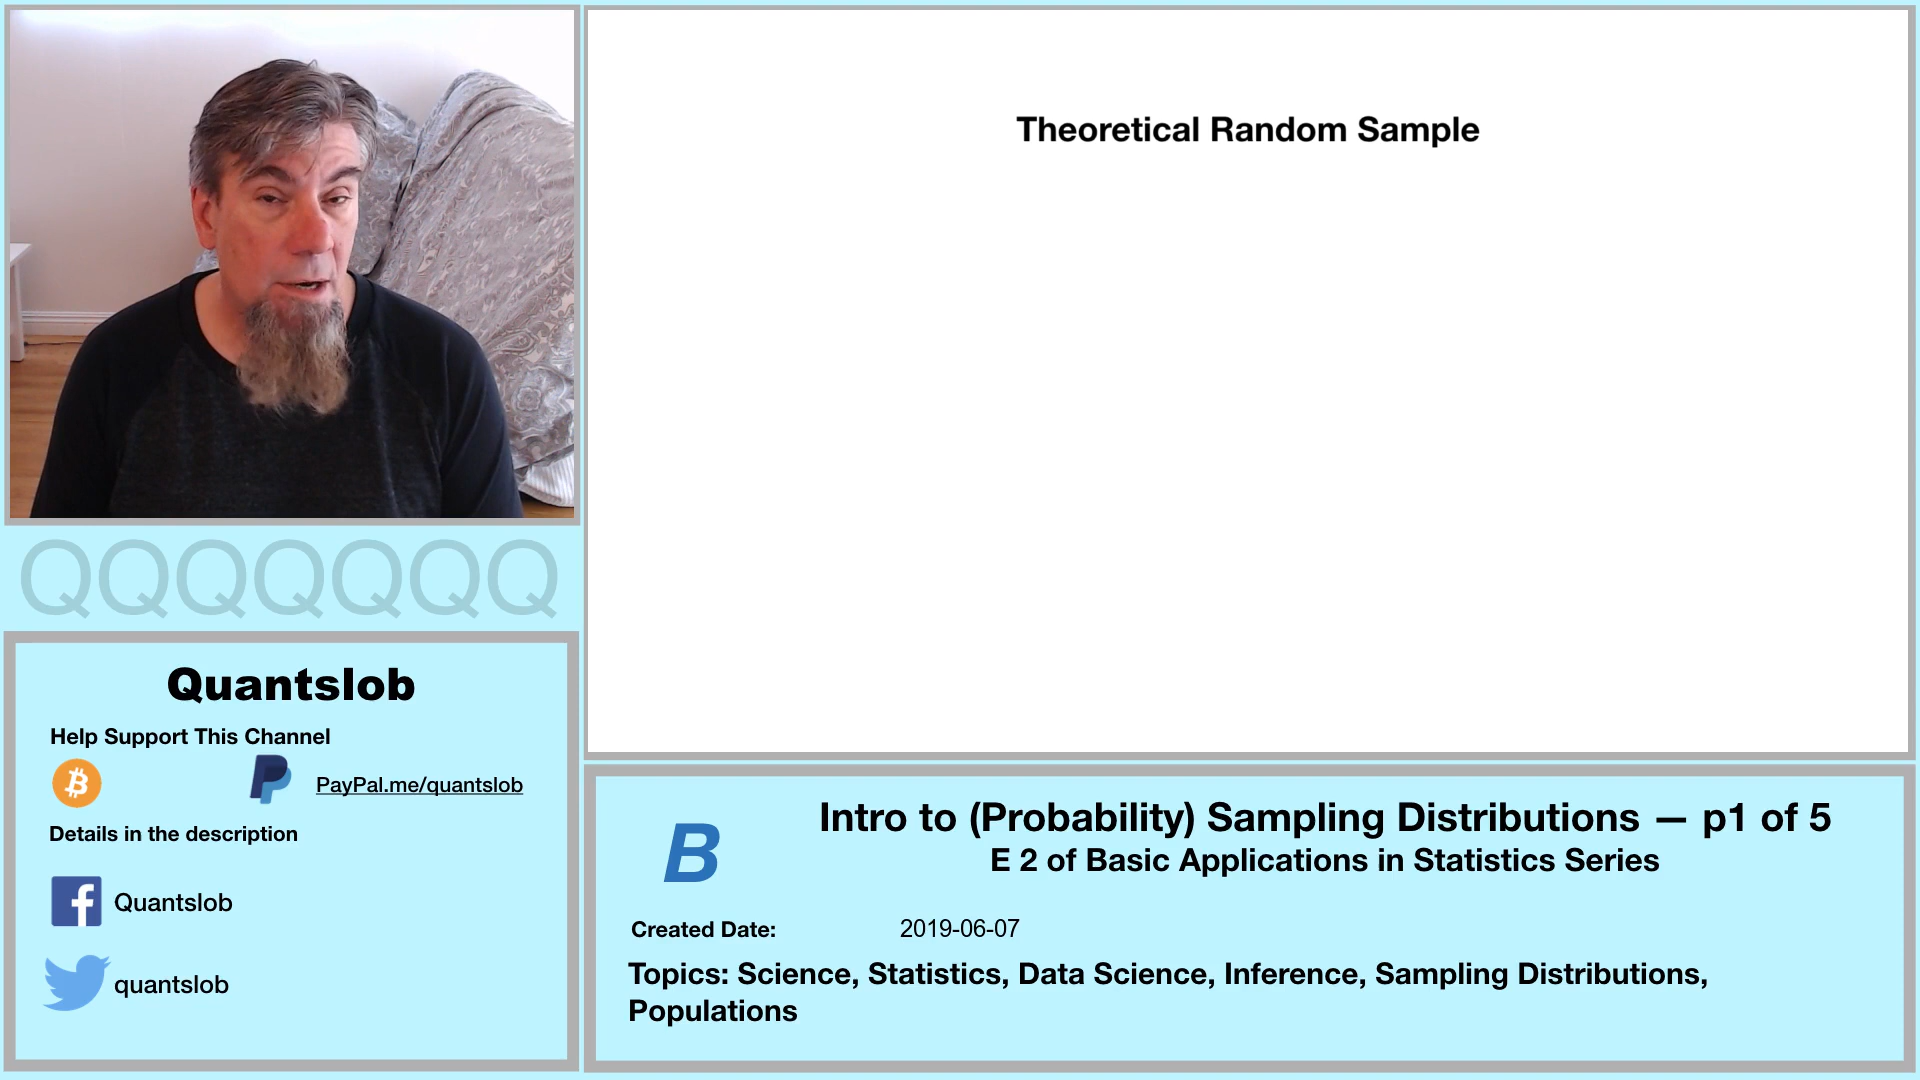 Theoretical Random Sample
QQQQQQQ
Quantslob
Help Support This Channel
PayPal.me/quantslob
Details in the description
Quantslob
quantslob
B
Intro to (Probability) Sampling Distributions — p1 of 5
E 2 of Basic Applications in Statistics Series
Created Date: 2019-06-07
Topics: Science, Statistics, Data Science, Inference, Sampling Distributions,
Populations